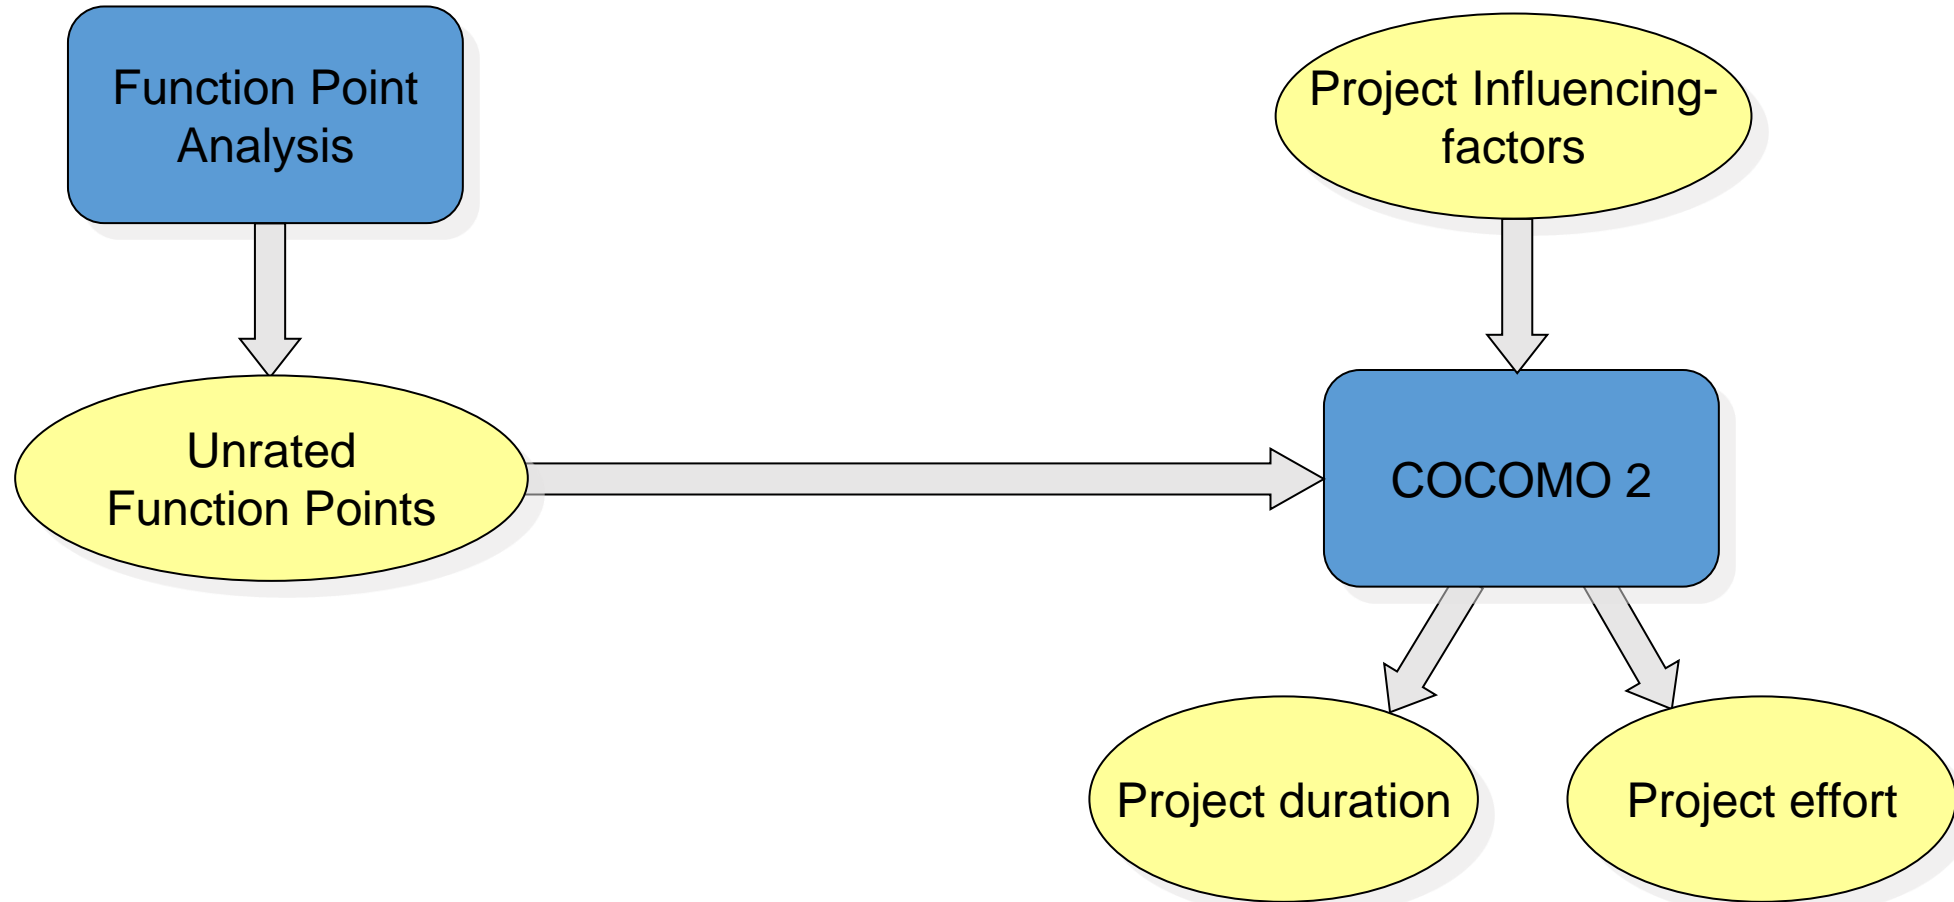 Function Point
Analysis
Project Influencing-
factors
Unrated
Function Points
COCOMO 2
Project duration
Project effort